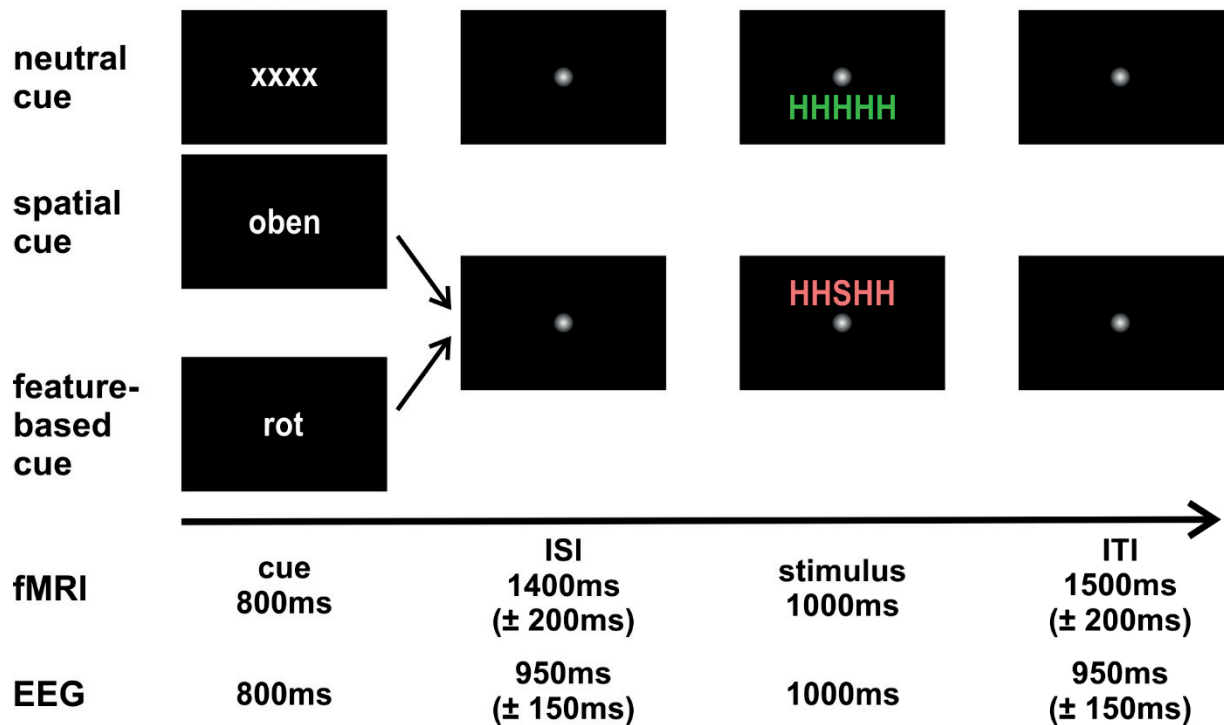 neutral
cue
xxxx
HHHHH
spatial
cue
oben
HHSHH
feature-
based
cue
rot
fMRI
cue
800ms
ISI
1400ms
(± 200ms)
stimulus
1000ms
ITI
1500ms
(± 200ms)
EEG
800ms
950ms
(± 150ms)
1000ms
950ms
(± 150ms)